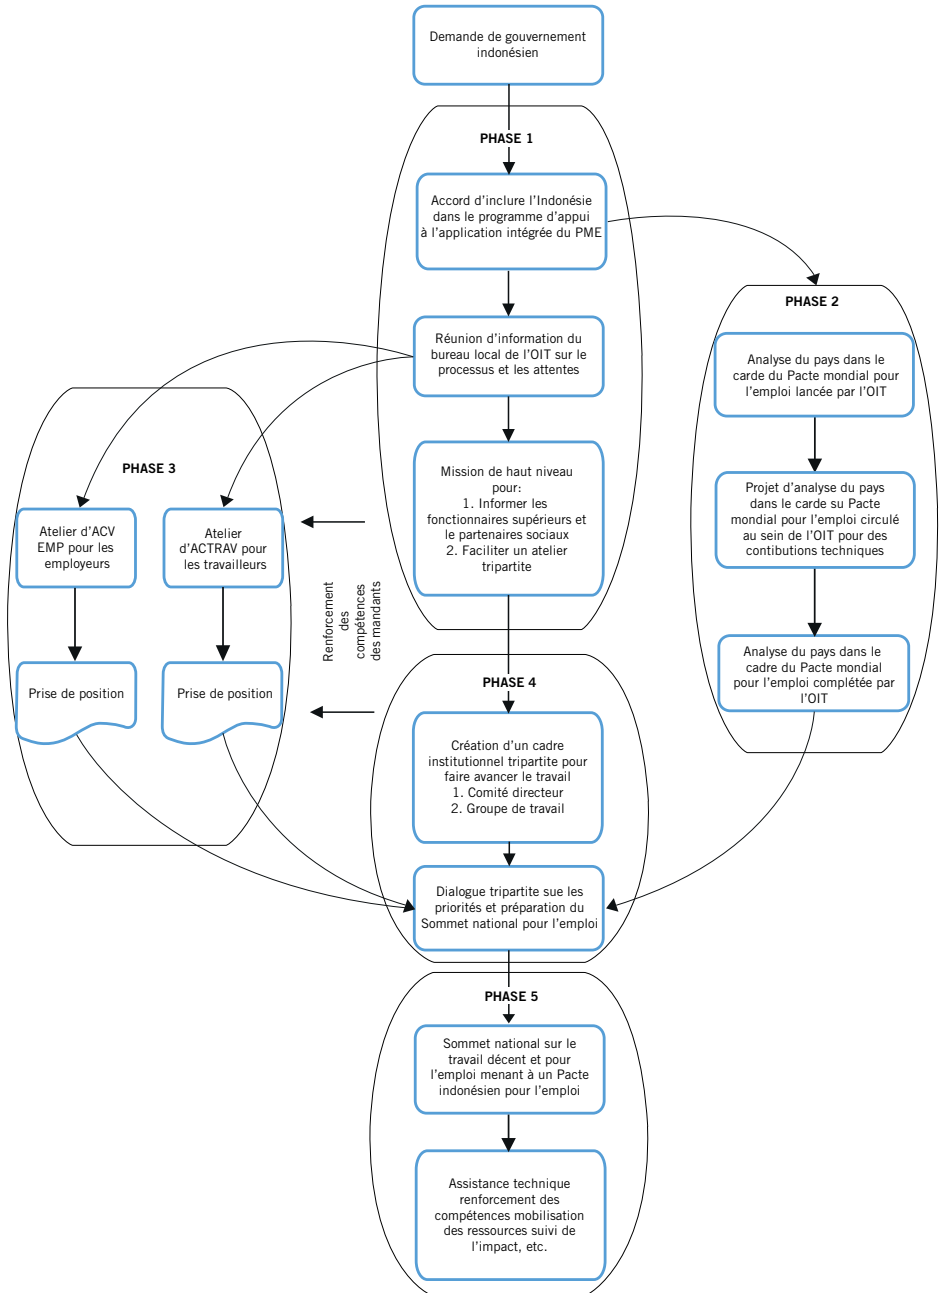 Demande de gouvernement
indonésien
PHASE 1
Accord d'inclure l'Indonésie
dans le programme d'appui
à l'application intégrée du PME
Réunion d'information du
bureau local de l'OIT sur le
processus et les attentes
Mission de haut niveau
pour:
1. Informer les
fonctionnaires supérieurs et
le partenaires sociaux
2. Faciliter un atelier
tripartite
PHASE 2
Analyse du pays dans le
carde du Pacte mondial pour
l'emploi lancée par l'OIT
Projet d'analyse du pays
dans le carde su Pacte
mondial pour l'emploi circulé
au sein de l'OIT pour des
contibutions techniques
Analyse du pays dans le
cadre du Pacte mondial
pour l'emploi complétée par
l'OIT
PHASE 3
Atelier d'ACV
EMP pour les
employeurs
Atelier
d'ACTRAV pour
les travailleurs
Prise de position
Prise de position
Renforcement
des
compétences
des mandants
PHASE 4
Création d'un cadre
institutionnel tripartite pour
faire avancer le travail
1. Comité directeur
2. Groupe de travail
Dialogue tripartite sue les
priorités et préparation du
Sommet national pour l'emploi
PHASE 5
Sommet national sur le
travail décent et pour
l'emploi menant à un Pacte
indonésien pour l'emploi
Assistance technique
renforcement des
compétences mobilisation
des ressources suivi de
l'impact, etc.